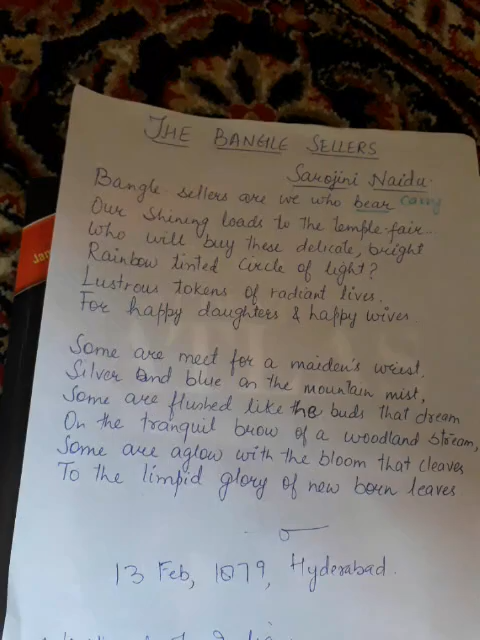 THE BANGLE SELLERS
Sarojini Naidu.
Bangle sellers are we who bear carry
Our Shining loads to the temple-fair...
Who will buy these delicate, bright
Rainbow tinted circle of light?
Lustrous tokens of radiant lives.
For happy daughters & happy wives.
Some are meet for a maiden's wrist.
Silver and blue on the mountain mist,
Some are flushed like the buds that dream
On the tranquil brow of a woodland stream,
Some are aglow with the bloom that cleaves
To the limpid glory of new born leaves
13 Feb, 1879, Hyderabad.
Jan